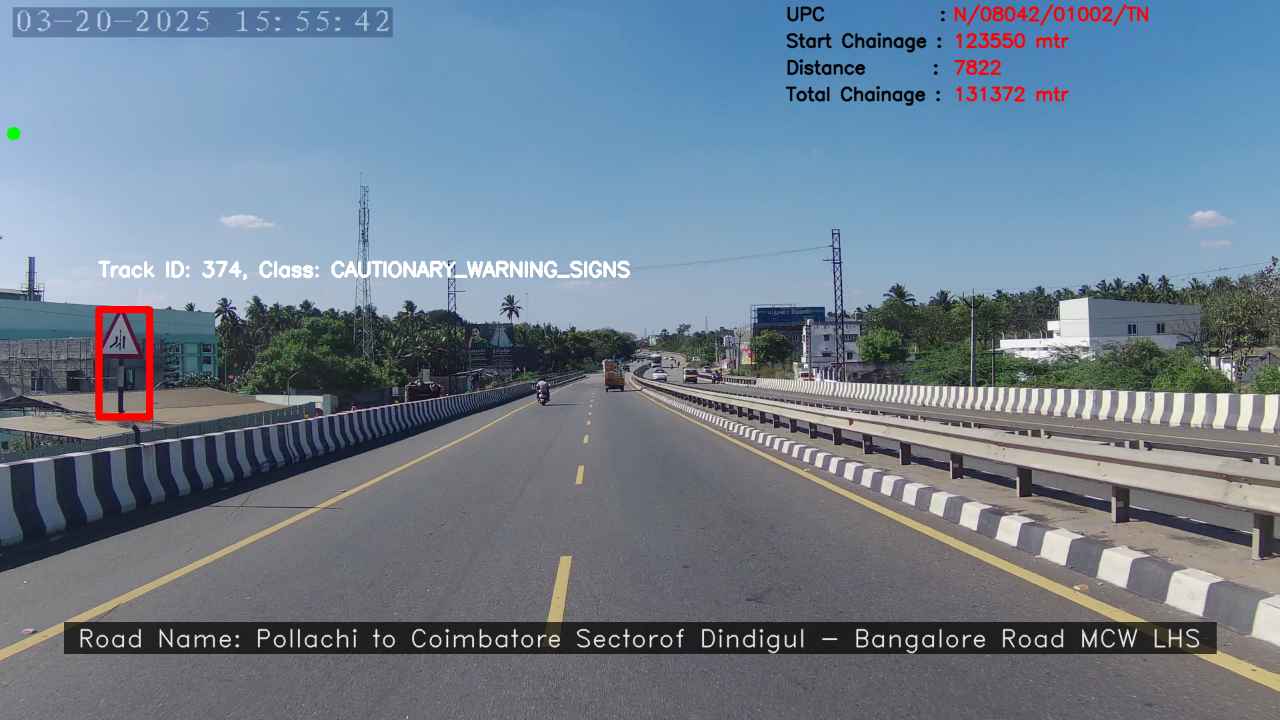 03-20-2025 15:55:42
UPC : N/08042/01002/TN
Start Chainage : 123550 mtr
Distance : 7822
Total Chainage : 131372 mtr
Track ID: 374, Class: CAUTIONARY_WARNING_SIGNS
Road Name: Pollachi to Coimbatore Sectorof Dindigul - Bangalore Road MCW LHS